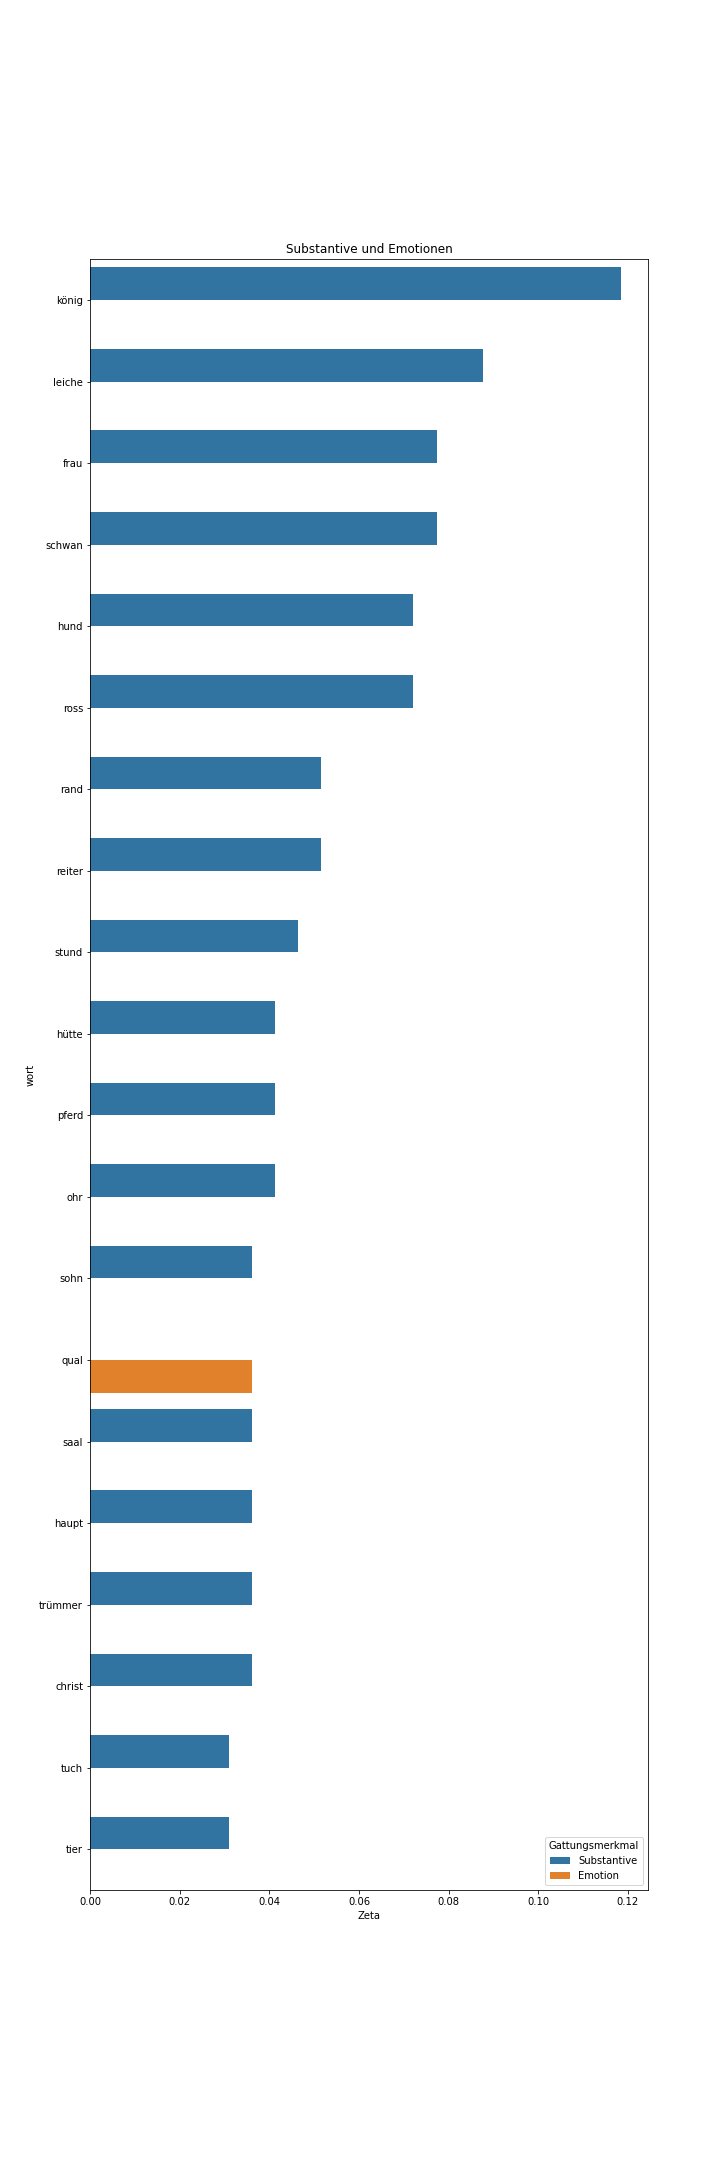 Substantive und Emotionen
könig
leiche
frau
schwan
hund
ross
rand
reiter
stund
hütte
wort
pferd
ohr
sohn
qual
saal
haupt
trümmer
christ
tuch
tier
Gattungsmerkmal
Substantive
Emotion
0.00 0.02 0.04 0.06 0.08 0.10 0.12
Zeta